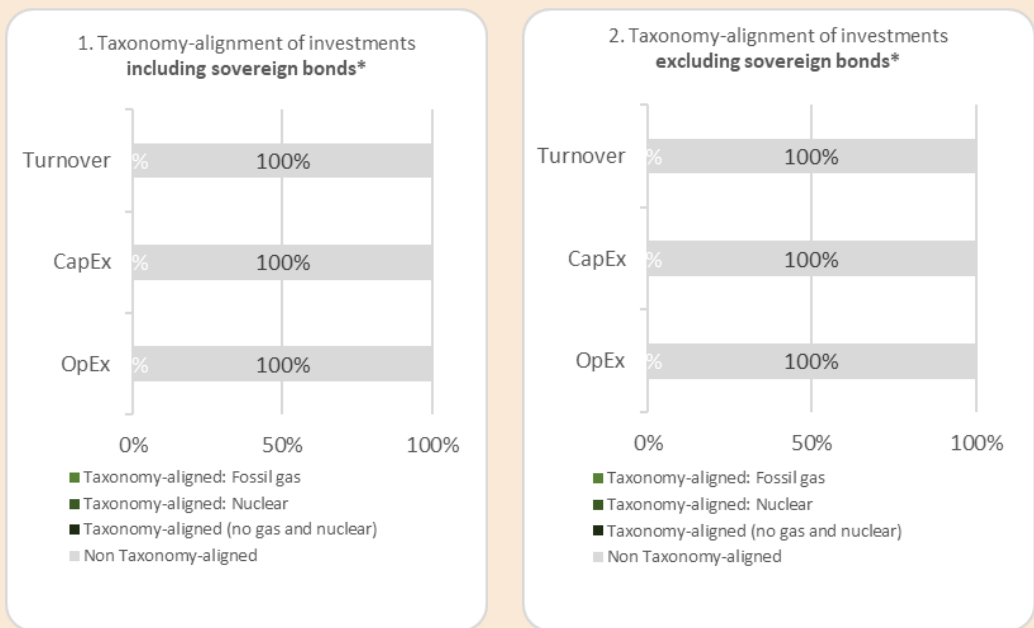 1. Taxonomy-alignment of investments
including sovereign bonds*
Turnover
% 100%
CapEx
% 100%
OpEx
% 100%
0% 50% 100%
Taxonomy-aligned: Fossil gas
Taxonomy-aligned: Nuclear
Taxonomy-aligned (no gas and nuclear)
Non Taxonomy-aligned
2. Taxonomy-alignment of investments
excluding sovereign bonds*
Turnover
% 100%
CapEx
% 100%
OpEx
% 100%
0% 50% 100%
Taxonomy-aligned: Fossil gas
Taxonomy-aligned: Nuclear
Taxonomy-aligned (no gas and nuclear)
Non Taxonomy-aligned